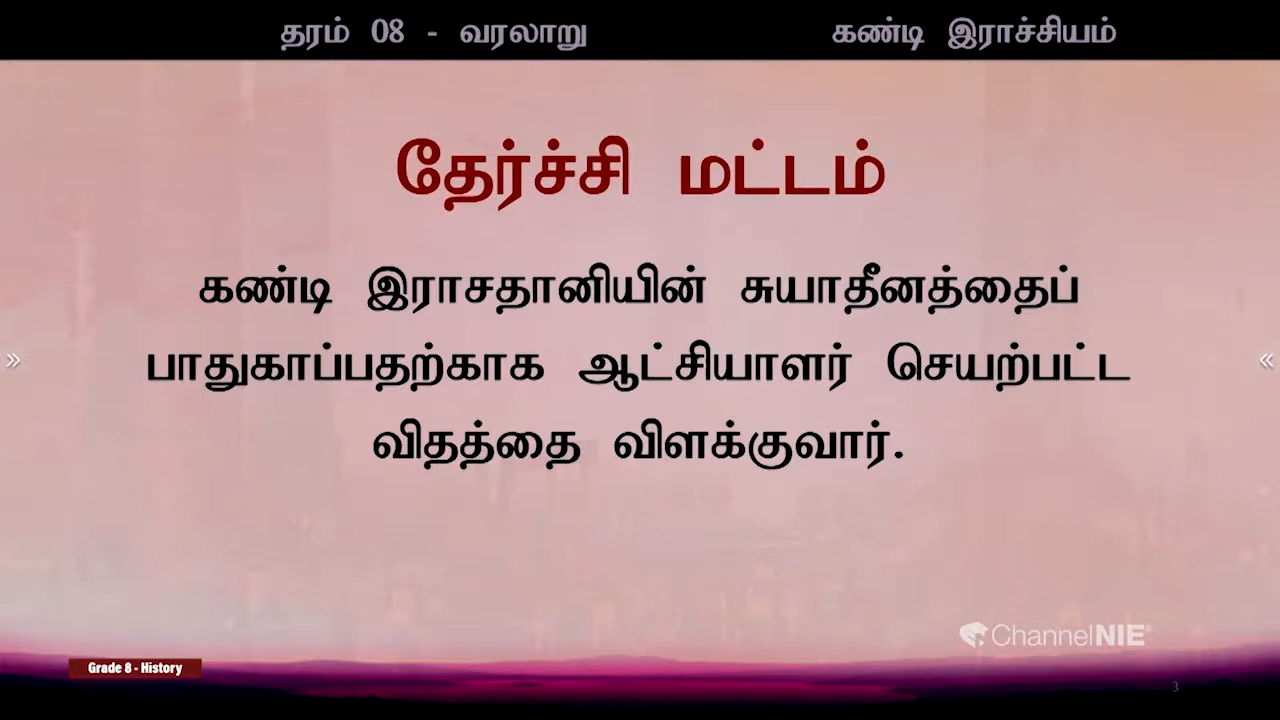 தரம் 08 - வரலாறு கண்டி இராச்சியம்
தேர்ச்சி மட்டம்
கண்டி இராசதானியின் சுயாதீனத்தைப்
பாதுகாப்பதற்காக ஆட்சியாளர் செயற்பட்ட
விதத்தை விளக்குவார்.
ChannelNIE
Grade 8 - History
3